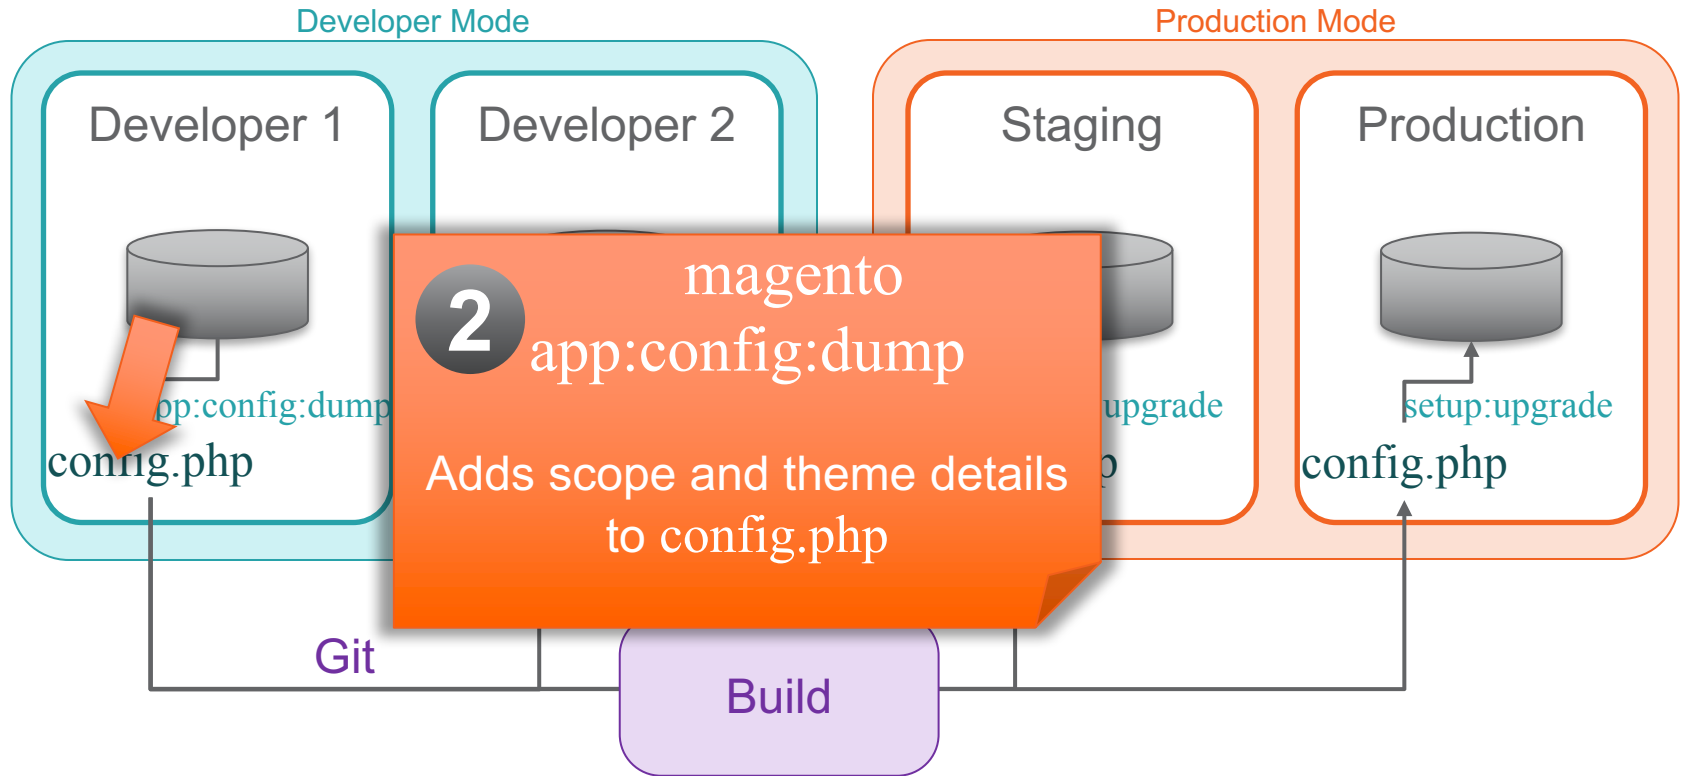 Developer Mode
Production Mode
Developer 1
Developer 2
Staging
Production
2
magento
app:config:dump
Adds scope and theme details
to config.php
pp:config:dump
config.php
upgrade
p
setup:upgrade
config.php
Git
Build